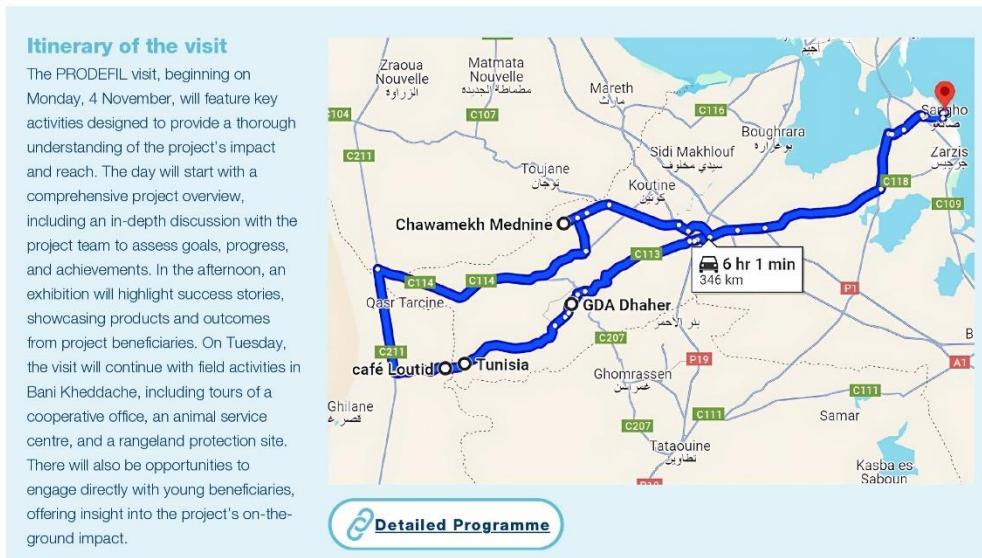 Itinerary of the visit
The PRODEFIL visit, beginning on
Monday, 4 November, will feature key
activities designed to provide a thorough
understanding of the project's impact
and reach. The day will start with a
comprehensive project overview,
including an in-depth discussion with the
project team to assess goals, progress,
and achievements. In the afternoon, an
exhibition will highlight success stories,
showcasing products and outcomes
from project beneficiaries. On Tuesday,
the visit will continue with field activities in
Bani Kheddache, including tours of a
cooperative office, an animal service
centre, and a rangeland protection site.
There will also be opportunities to
engage directly with young beneficiaries,
offering insight into the project's on-the-
ground impact.
أجيم
Zraoua
Nouvelle
الزراوة
Matmata
Nouvelle
مطماطة الجديدة
Mareth
مارث
C104
C107
C116
C211
Boughrara
بوغرارة
Sangho
صانغو
Zarzis
جرجيس
Sidi Makhlouf
سيدي مخلوف
Toujane
توجان
Koutine
كوتين
C118
C109
Chawamekh Mednine
C113
6 hr 1 min
346 km
C114
C114
Qasr Tarcine
GDA Dhaher
بئر الأحمر
P1
C211
C207
P19
A1
café Loutid
Tunisia
Ghomrassen
غمراسن
C111
C111
Ghilane
Samar
C207
Tataouine
تطاوين
Kasba es
Saboun
P19
Detailed Programme